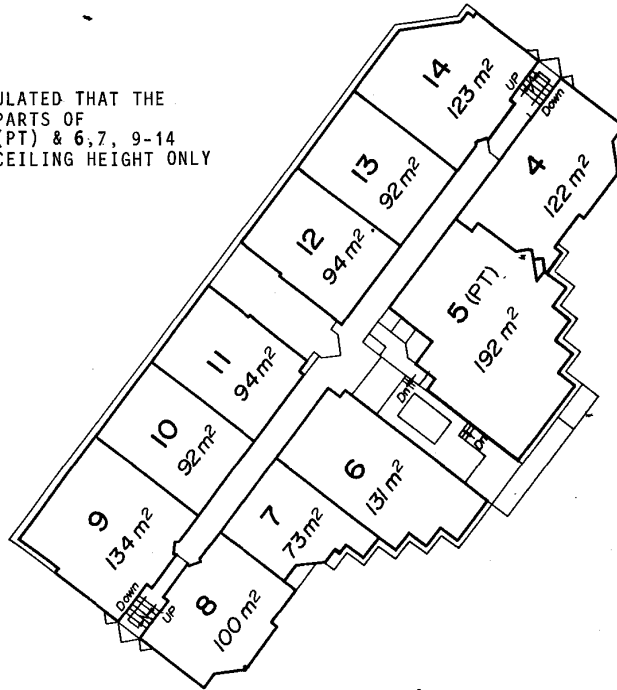 ULATED THAT THE
PARTS OF
(PT) & 6,7, 9-14
CEILING HEIGHT ONLY
14
123 m²
UP
Down
13
92 m²
4
122 m²
12
94 m²
5 (PT)
192 m²
11
94 m²
Dn
Dn
10
92 m²
6
131 m²
9
134 m²
7
73 m²
Down
UP
8
100 m²